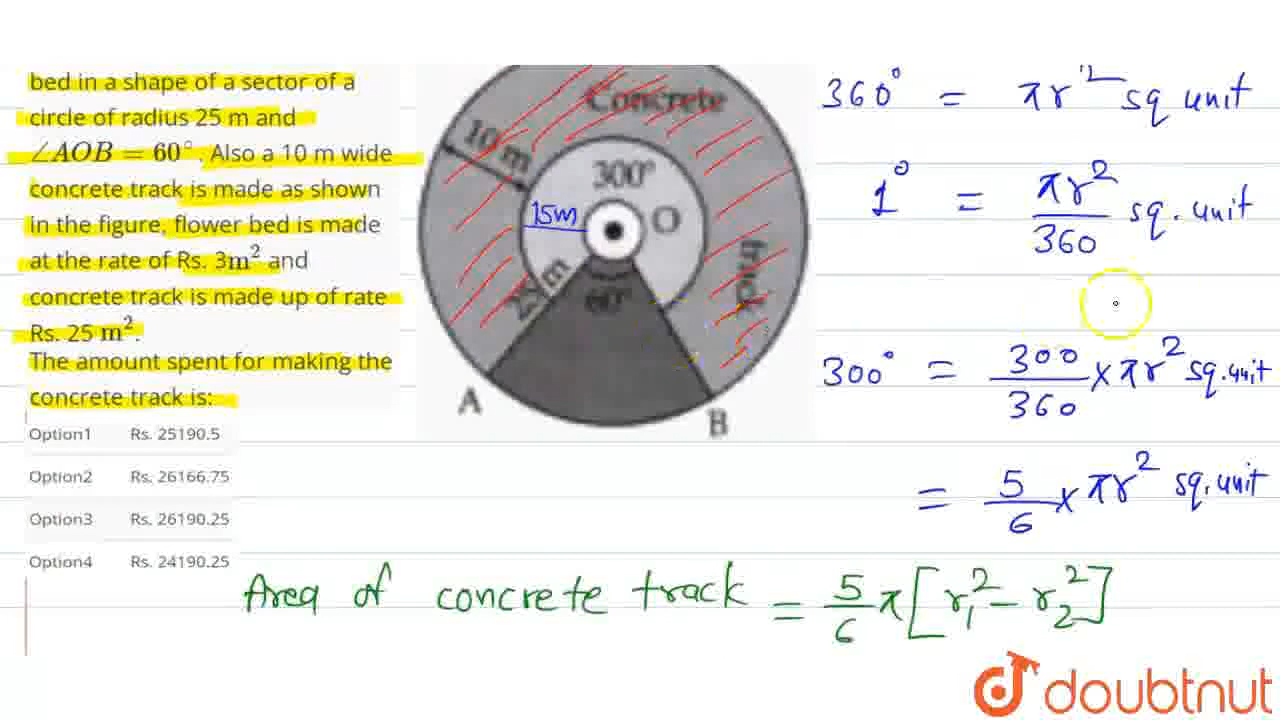 bed in a shape of a sector of a
circle of radius 25 m and
∠AOB = 60°. Also a 10 m wide
concrete track is made as shown
in the figure, flower bed is made
at the rate of Rs. 3m² and
concrete track is made up of rate
Rs. 25 m².
The amount spent for making the
concrete track is:
Option1 Rs. 25190.5
Option2 Rs. 26166.75
Option3 Rs. 26190.25
Option4 Rs. 24190.25
Concrete
10 m
300°
15m
O
track
25 m
60°
A
B
360° = πr² sq unit
1° = πr²/360 sq. unit
300° = 300/360 × πr² sq. unit
= 5/6 × πr² sq. unit
Area of concrete track = 5/6 π[r₁² − r₂²]
doubtnut